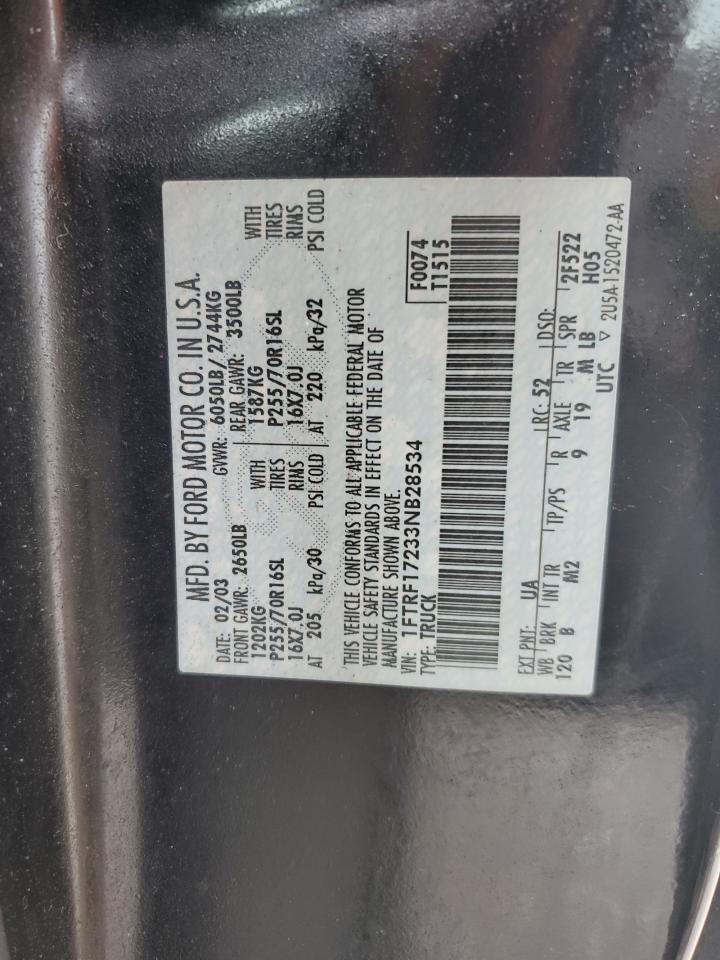 MFD. BY FORD MOTOR CO. IN U.S.A.
DATE: 02/03 GVWR: 6050LB/ 2744KG
FRONT GAWR: 2650LB REAR GAWR: 3500LB
1202KG WITH 1587KG WITH
P255/70R16SL TIRES P255/70R16SL TIRES
16X7.0J RIMS 16X7.0J RIMS
AT 205 kPa/30 PSI COLD AT 220 kPa/32 PSI COLD
THIS VEHICLE CONFORMS TO ALL APPLICABLE FEDERAL MOTOR
VEHICLE SAFETY STANDARDS IN EFFECT ON THE DATE OF
MANUFACTURE SHOWN ABOVE.
VIN: 1FTRF17233NB28534 F0074
TYPE: TRUCK T1515
EXT PNT: UA RC: 52 DSO:
WB BRK INT TR TP/PS R AXLE TR SPR 2F522
120 B M2 9 19 M LB H05
UTC ▽ 2U5A-1520472-AA